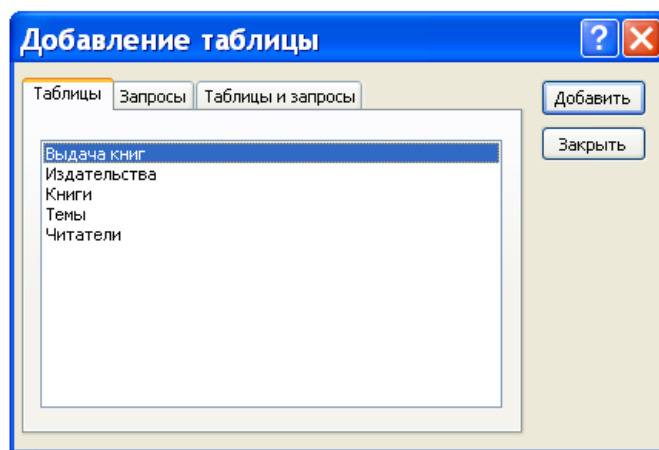 Добавление таблицы
Таблицы Запросы Таблицы и запросы
Добавить
Закрыть
Выдача книг
Издательства
Книги
Темы
Читатели